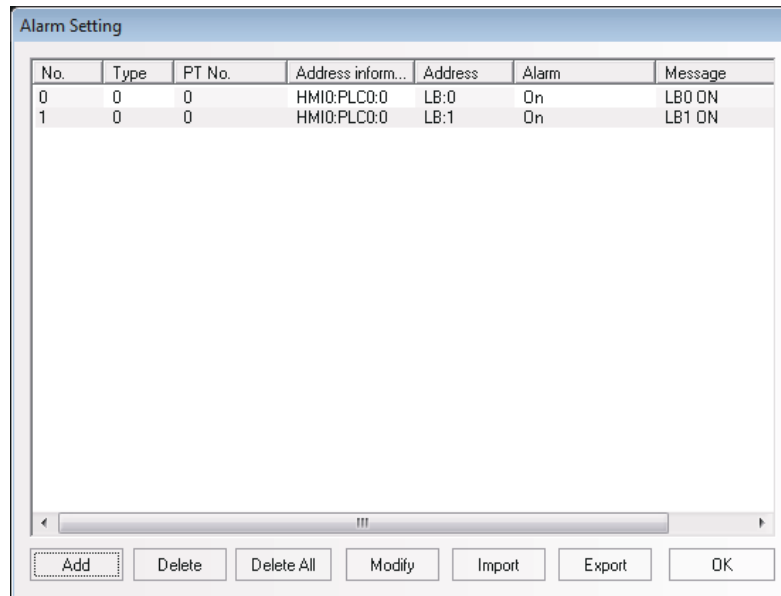 Alarm Setting
No. Type PT No. Address inform... Address Alarm Message
0 0 0 HMI0:PLC0:0 LB:0 On LB0 ON
1 0 0 HMI0:PLC0:0 LB:1 On LB1 ON
Add Delete Delete All Modify Import Export OK